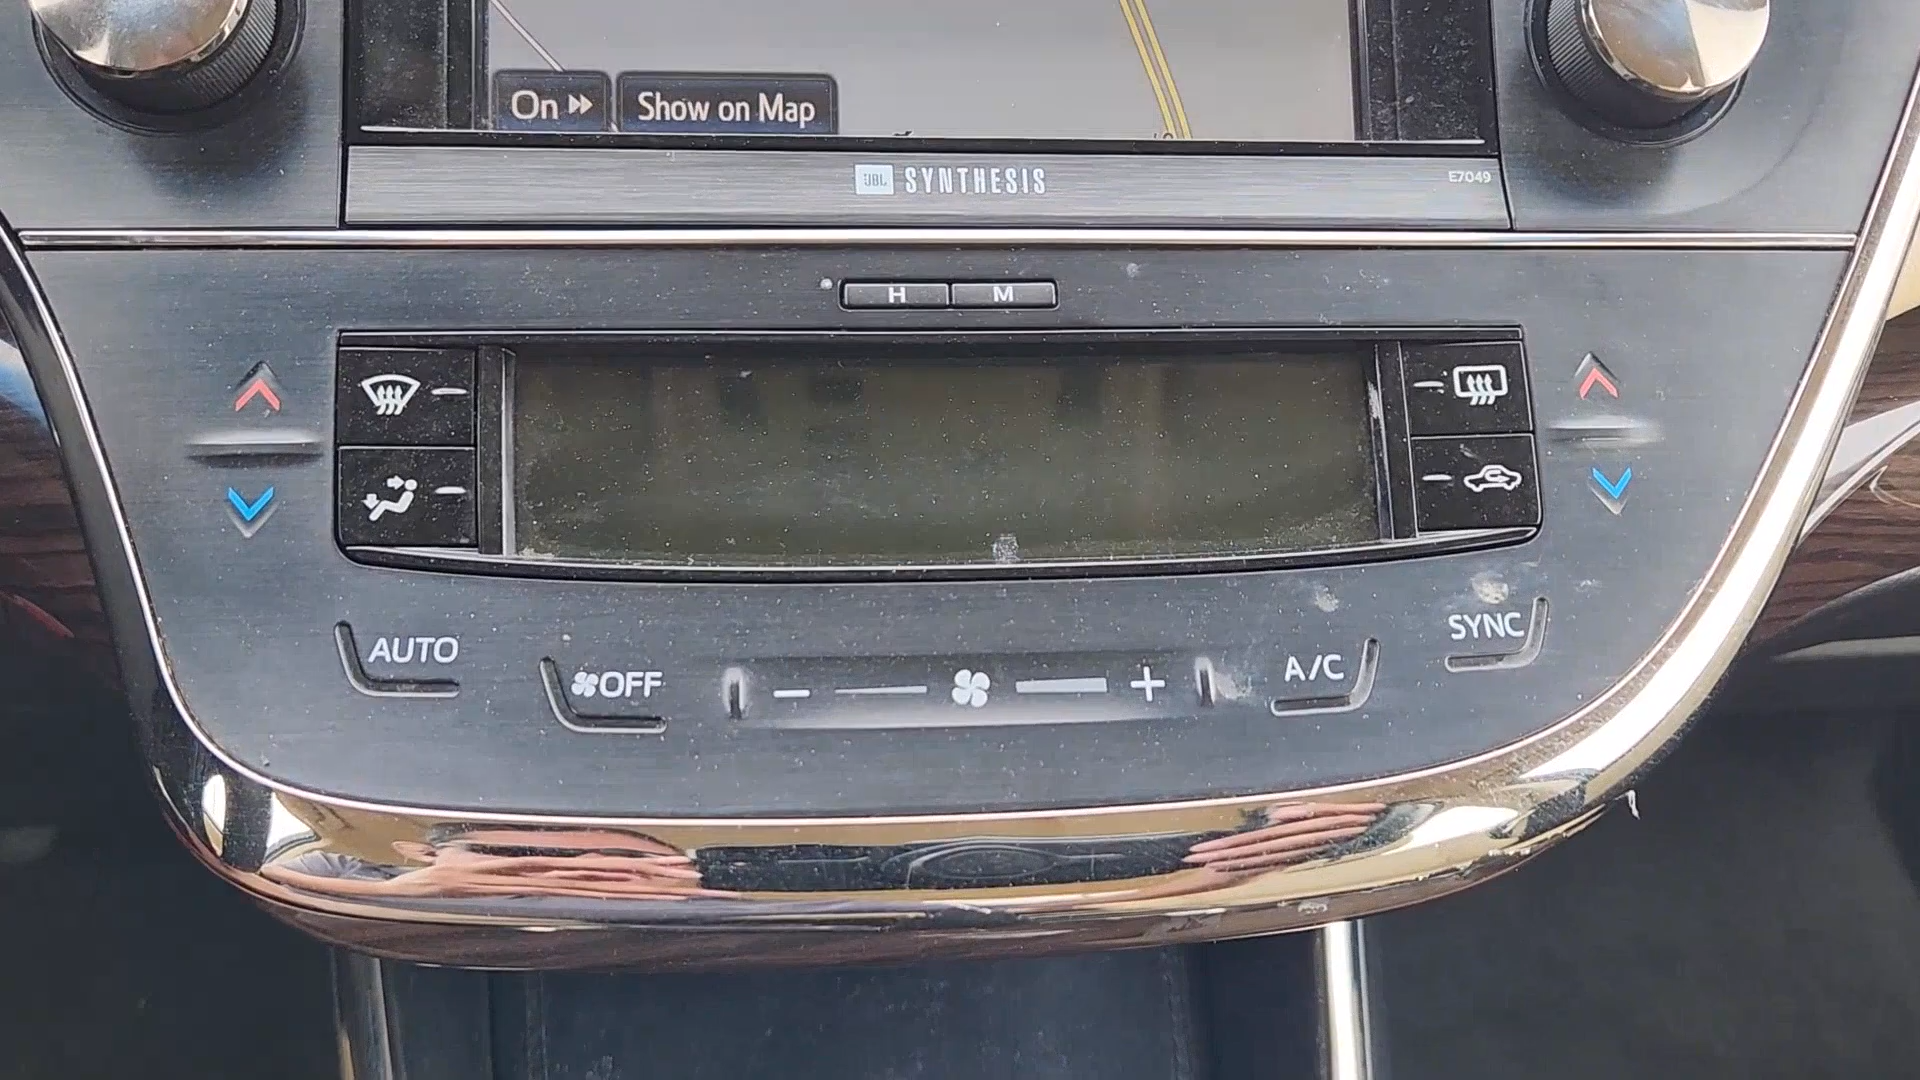 On
Show on Map
JBL SYNTHESIS
E7049
H
M
AUTO
OFF
- +
A/C
SYNC